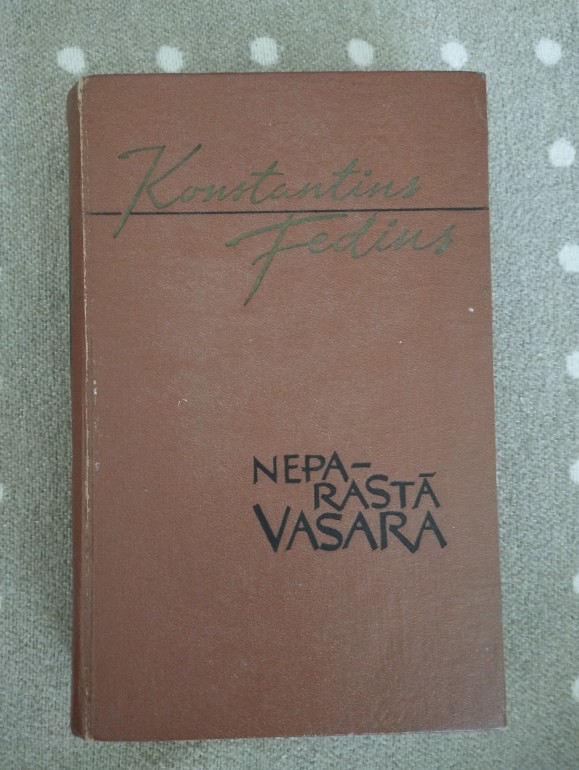 Konstantins
Fedins
NEPA-
RASTĀ
VASARA